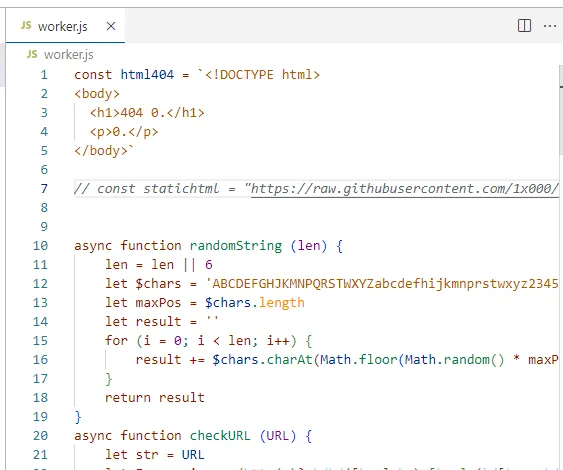 JS worker.js ×
JS worker.js
1 const html404 = `<!DOCTYPE html>
2 <body>
3 <h1>404 0.</h1>
4 <p>0.</p>
5 </body>`
6
7 // const statichtml = "https://raw.githubusercontent.com/1x000/
8
9
10 async function randomString (len) {
11 len = len || 6
12 let $chars = 'ABCDEFGHJKMNPQRSTWXYZabcdefhijkmnprstwxyz2345
13 let maxPos = $chars.length
14 let result = ''
15 for (i = 0; i < len; i++) {
16 result += $chars.charAt(Math.floor(Math.random() * maxP
17 }
18 return result
19 }
20 async function checkURL (URL) {
21 let str = URL